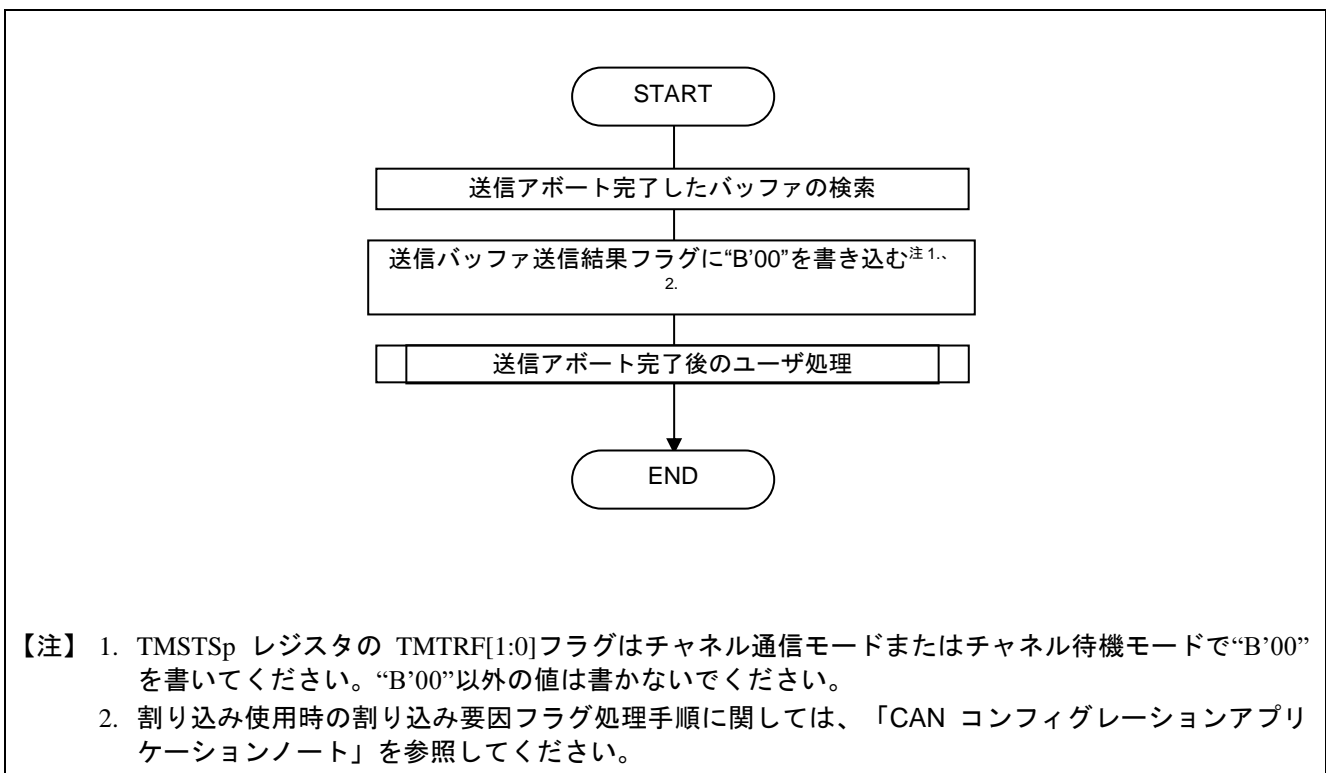 START
送信アボート完了したバッファの検索
送信バッファ送信結果フラグに“B’00”を書き込む注 1.、
2.
送信アボート完了後のユーザ処理
END
【注】 1. TMSTSp レジスタの TMTRF[1:0]フラグはチャネル通信モードまたはチャネル待機モードで“B’00”
を書いてください。“B’00”以外の値は書かないでください。
2. 割り込み使用時の割り込み要因フラグ処理手順に関しては、「CAN コンフィグレーションアプリ
ケーションノート」を参照してください。